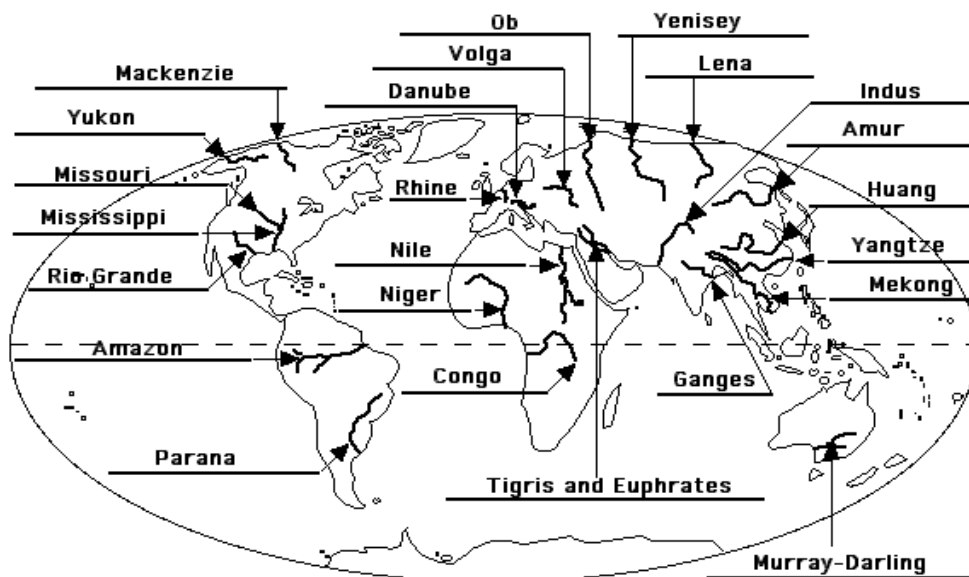 Ob
Yenisey
Volga
Lena
Mackenzie
Danube
Indus
Yukon
Amur
Missouri
Rhine
Huang
Mississippi
Nile
Yangtze
Rio Grande
Niger
Mekong
Amazon
Congo
Ganges
Parana
Tigris and Euphrates
Murray-Darling